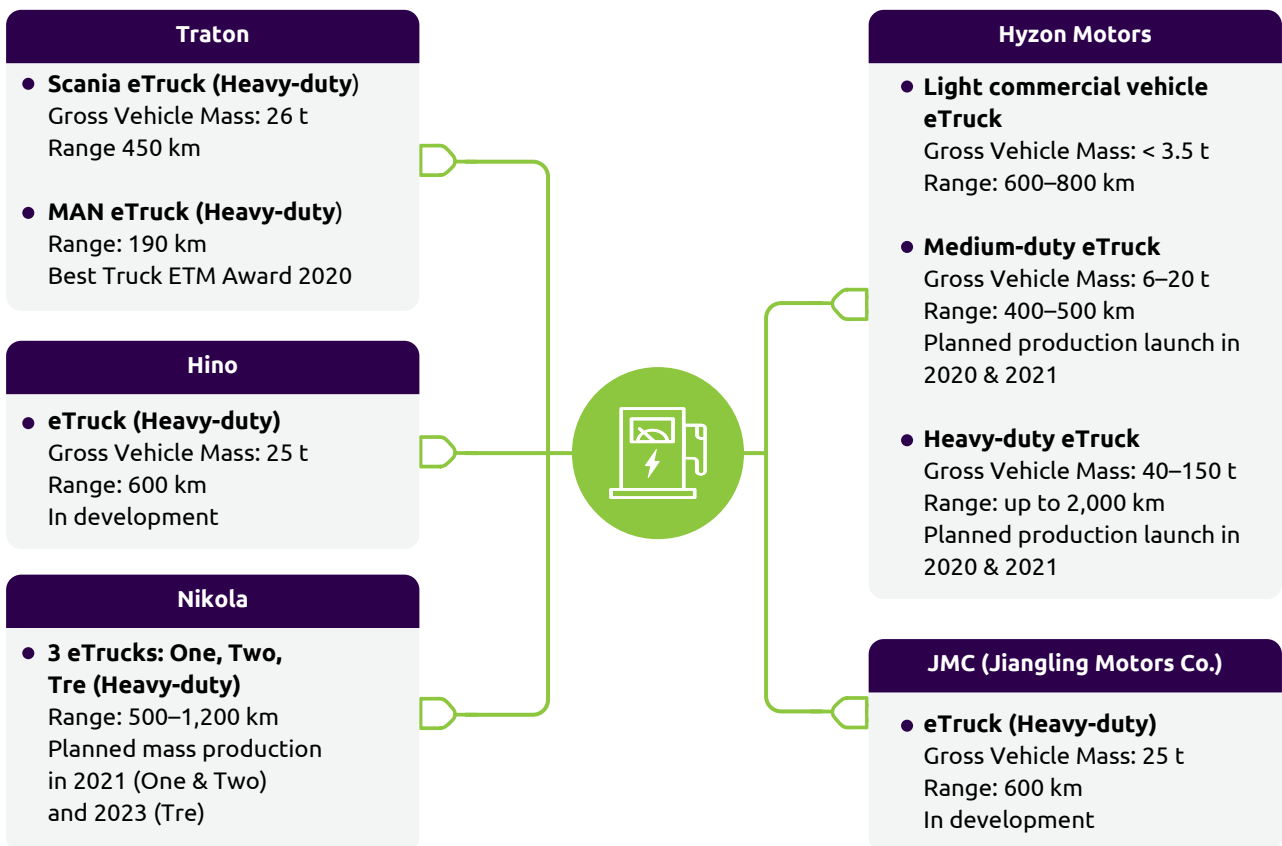 Traton
Scania eTruck (Heavy-duty)
Gross Vehicle Mass: 26 t
Range 450 km
MAN eTruck (Heavy-duty)
Range: 190 km
Best Truck ETM Award 2020
Hino
eTruck (Heavy-duty)
Gross Vehicle Mass: 25 t
Range: 600 km
In development
Nikola
3 eTrucks: One, Two,
Tre (Heavy-duty)
Range: 500–1,200 km
Planned mass production
in 2021 (One & Two)
and 2023 (Tre)
Hyzon Motors
Light commercial vehicle
eTruck
Gross Vehicle Mass: < 3.5 t
Range: 600–800 km
Medium-duty eTruck
Gross Vehicle Mass: 6–20 t
Range: 400–500 km
Planned production launch in
2020 & 2021
Heavy-duty eTruck
Gross Vehicle Mass: 40–150 t
Range: up to 2,000 km
Planned production launch in
2020 & 2021
JMC (Jiangling Motors Co.)
eTruck (Heavy-duty)
Gross Vehicle Mass: 25 t
Range: 600 km
In development